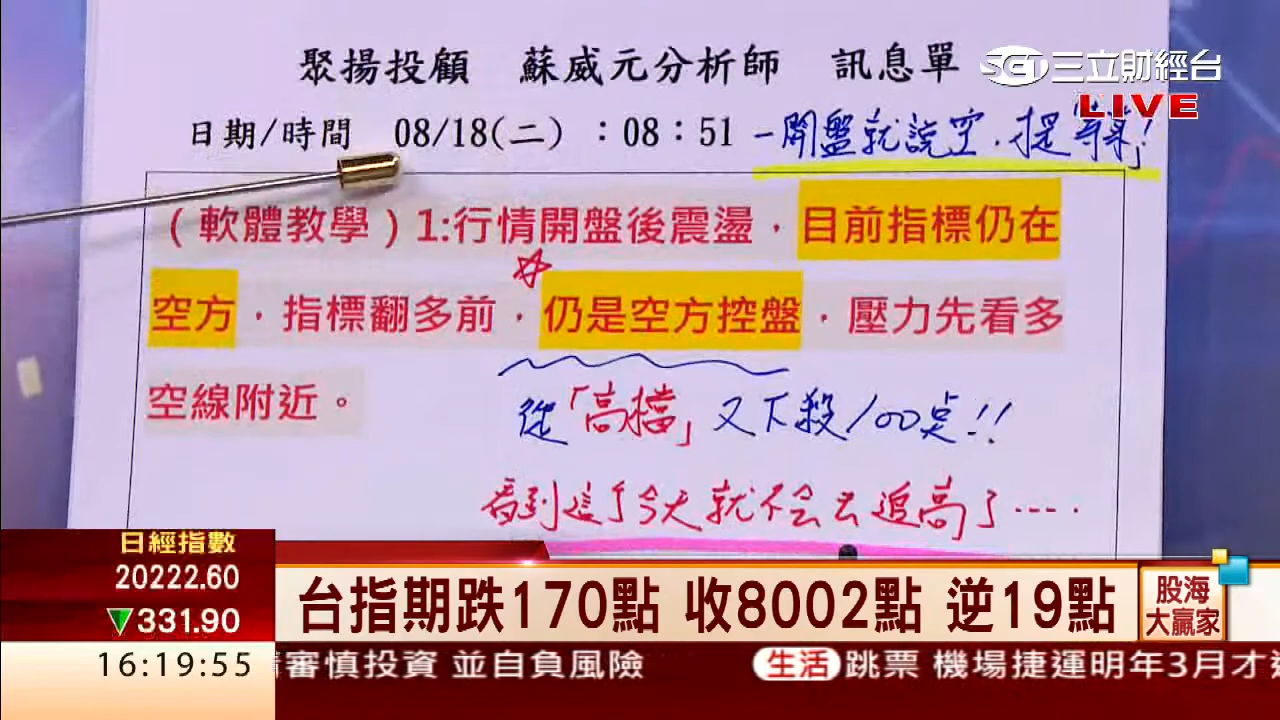 聚揚投顧 蘇威元分析師 訊息單
三立財經台
LIVE
日期/時間 08/18(二):08:51 一開盤就說空.提
(軟體教學)1:行情開盤後震盪,目前指標仍在
空方,指標翻多前,仍是空方控盤,壓力先看多
空線附近。
從「高檔」又下殺100點!!
看到這了今天就不会去追高了....
日經指數
20222.60
▼331.90
台指期跌170點 收8002點 逆19點
股海
大贏家
16:19:55
審慎投資 並自負風險 生活 跳票 機場捷運明年3月才